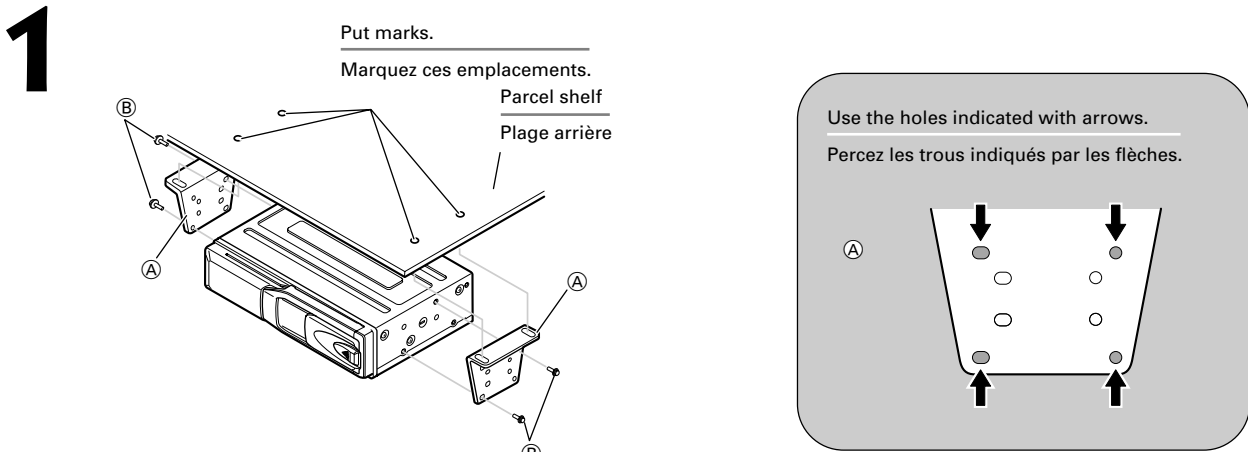 1
Put marks.
Marquez ces emplacements.
Parcel shelf
Plage arrière
Ⓑ
Ⓐ
Ⓐ
Ⓑ
Use the holes indicated with arrows.
Percez les trous indiqués par les flèches.
Ⓐ